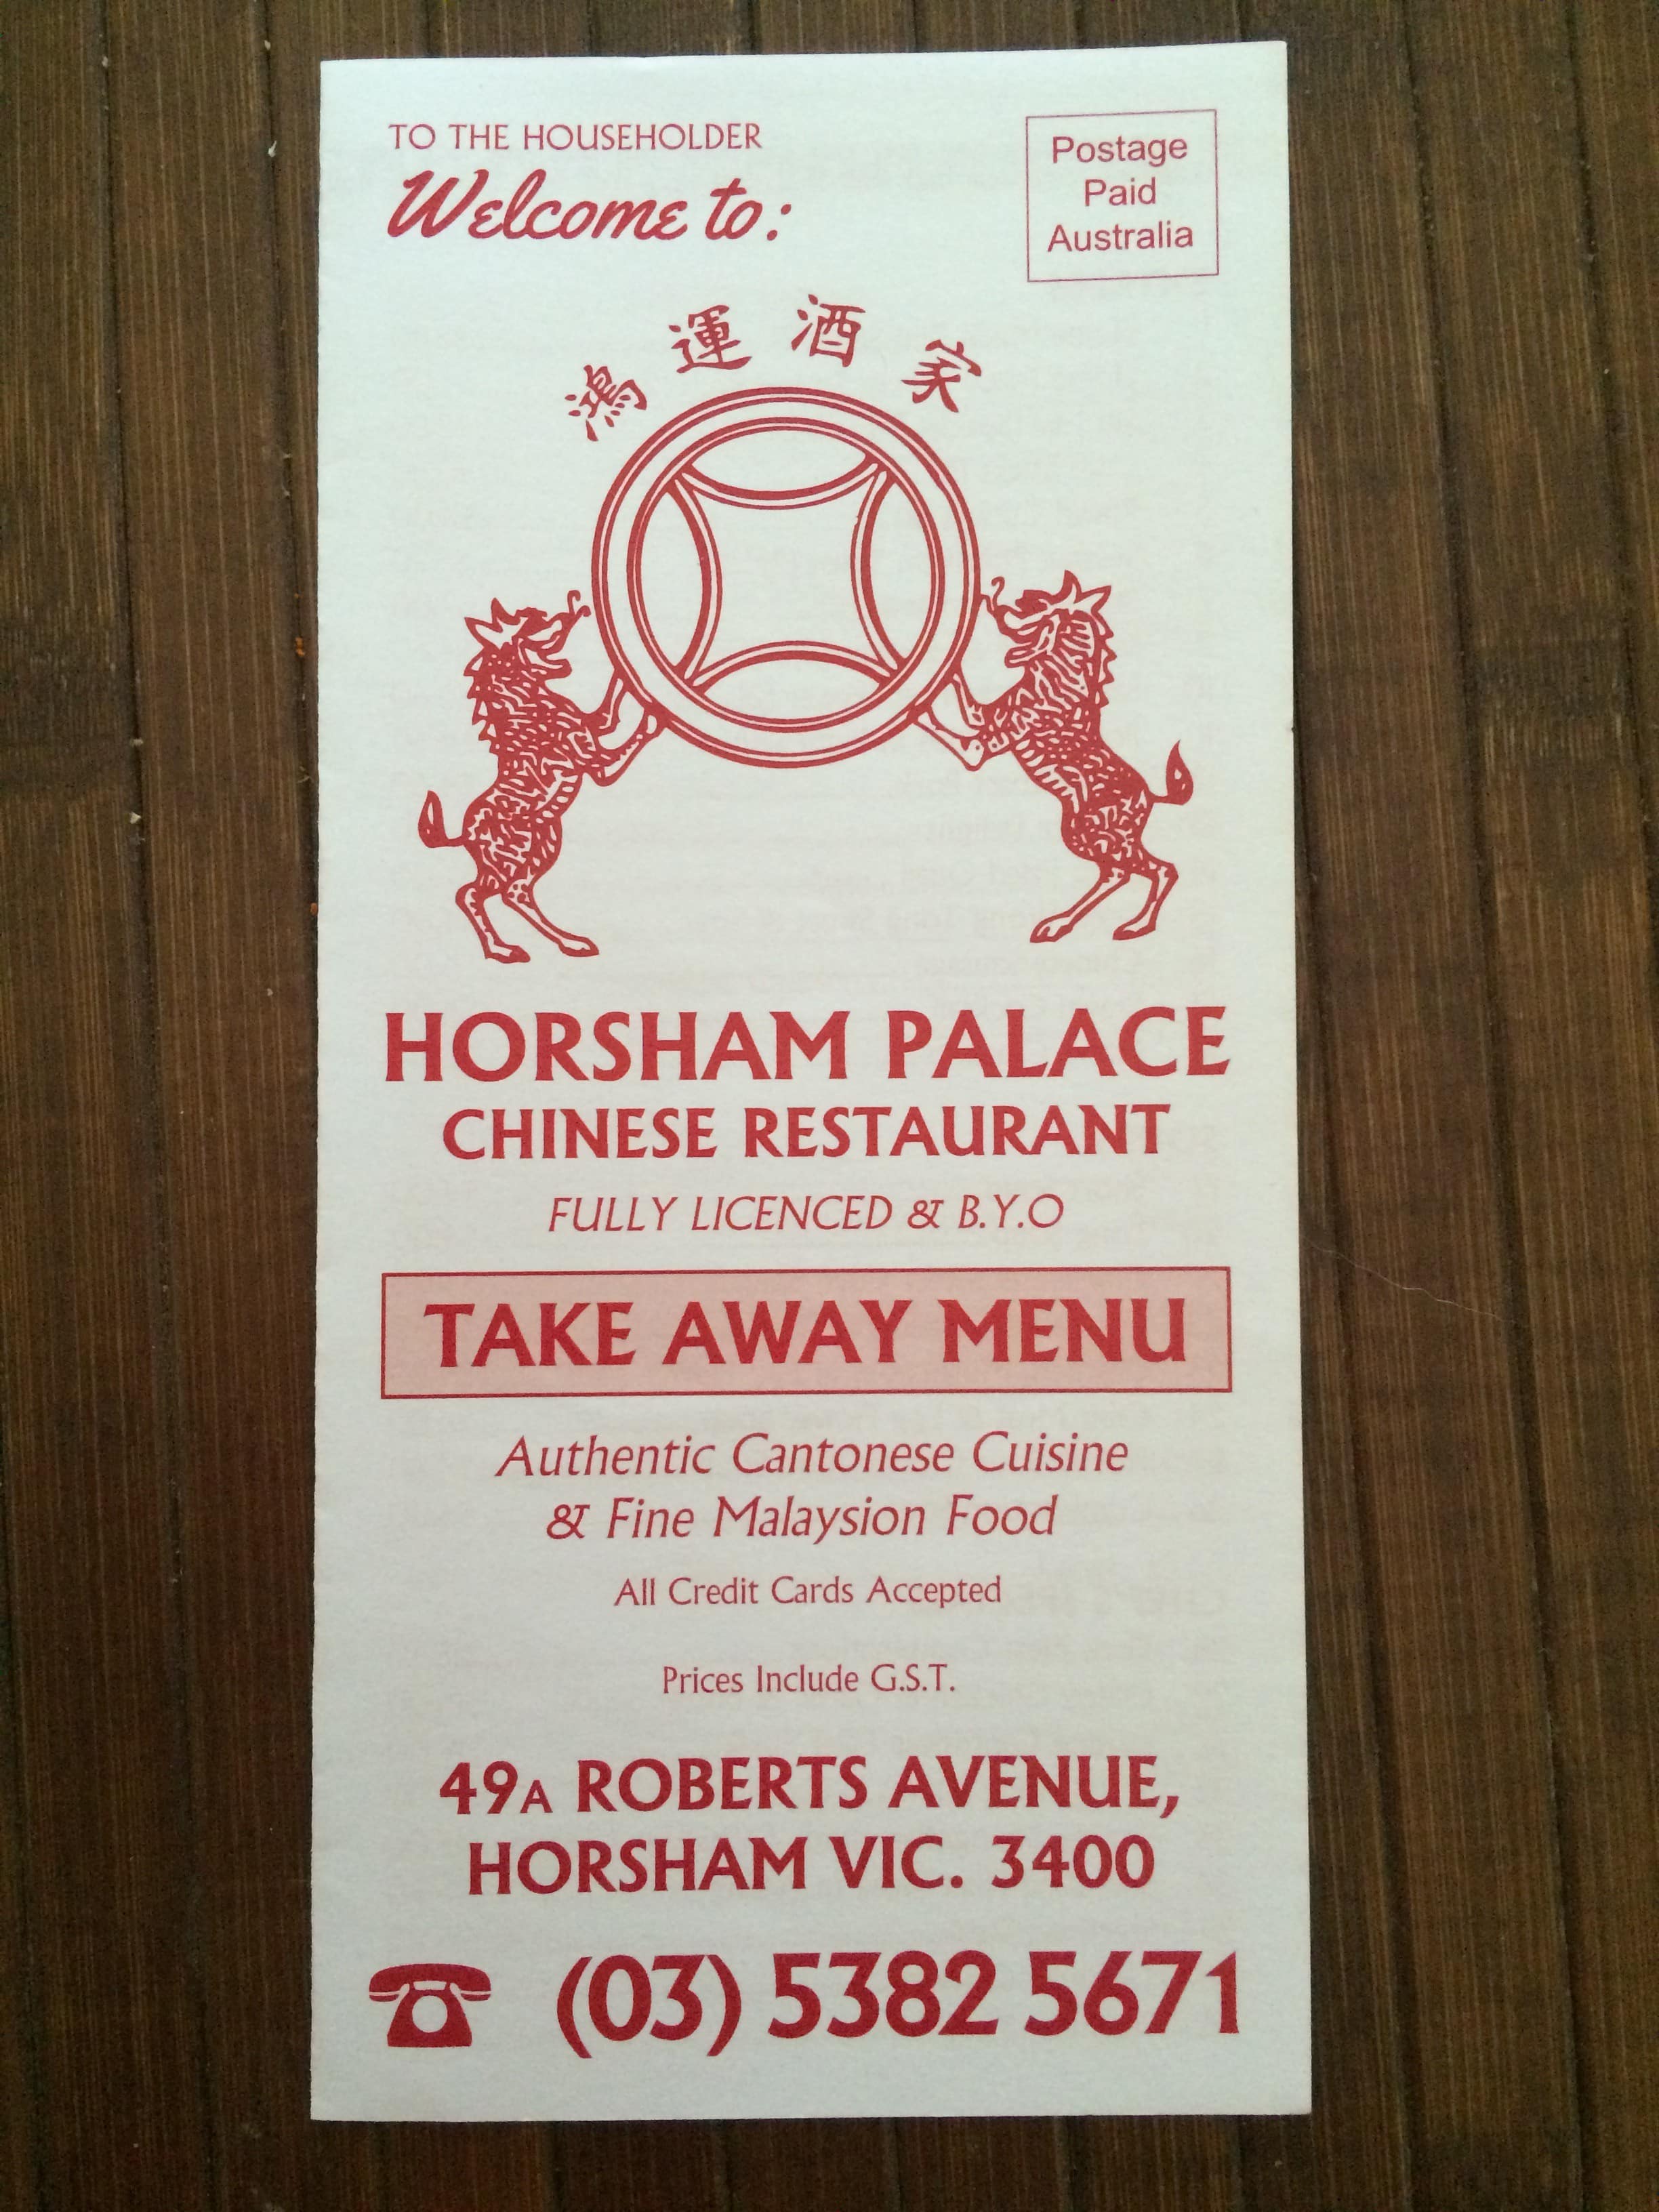 TO THE HOUSEHOLDER
Welcome to:
Postage
Paid
Australia
鴻運酒家
HORSHAM PALACE
CHINESE RESTAURANT
FULLY LICENCED & B.Y.O
TAKE AWAY MENU
Authentic Cantonese Cuisine
& Fine Malaysion Food
All Credit Cards Accepted
Prices Include G.S.T.
49A ROBERTS AVENUE,
HORSHAM VIC. 3400
(03) 5382 5671